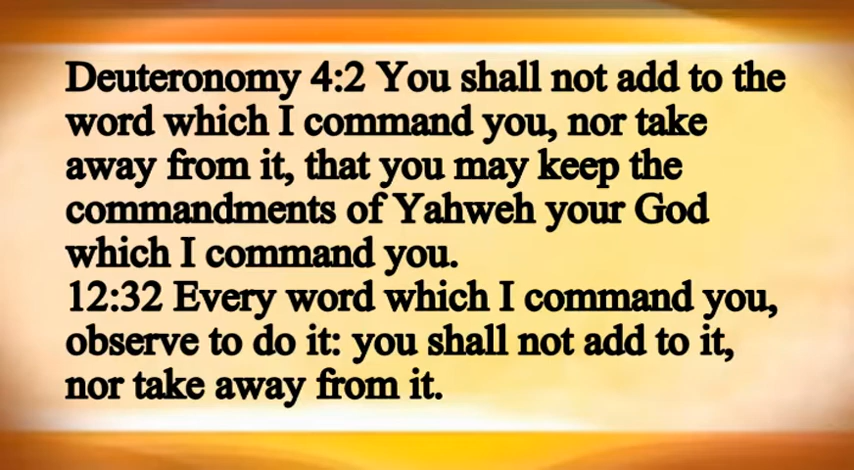 Deuteronomy 4:2 You shall not add to the
word which I command you, nor take
away from it, that you may keep the
commandments of Yahweh your God
which I command you.
12:32 Every word which I command you,
observe to do it: you shall not add to it,
nor take away from it.